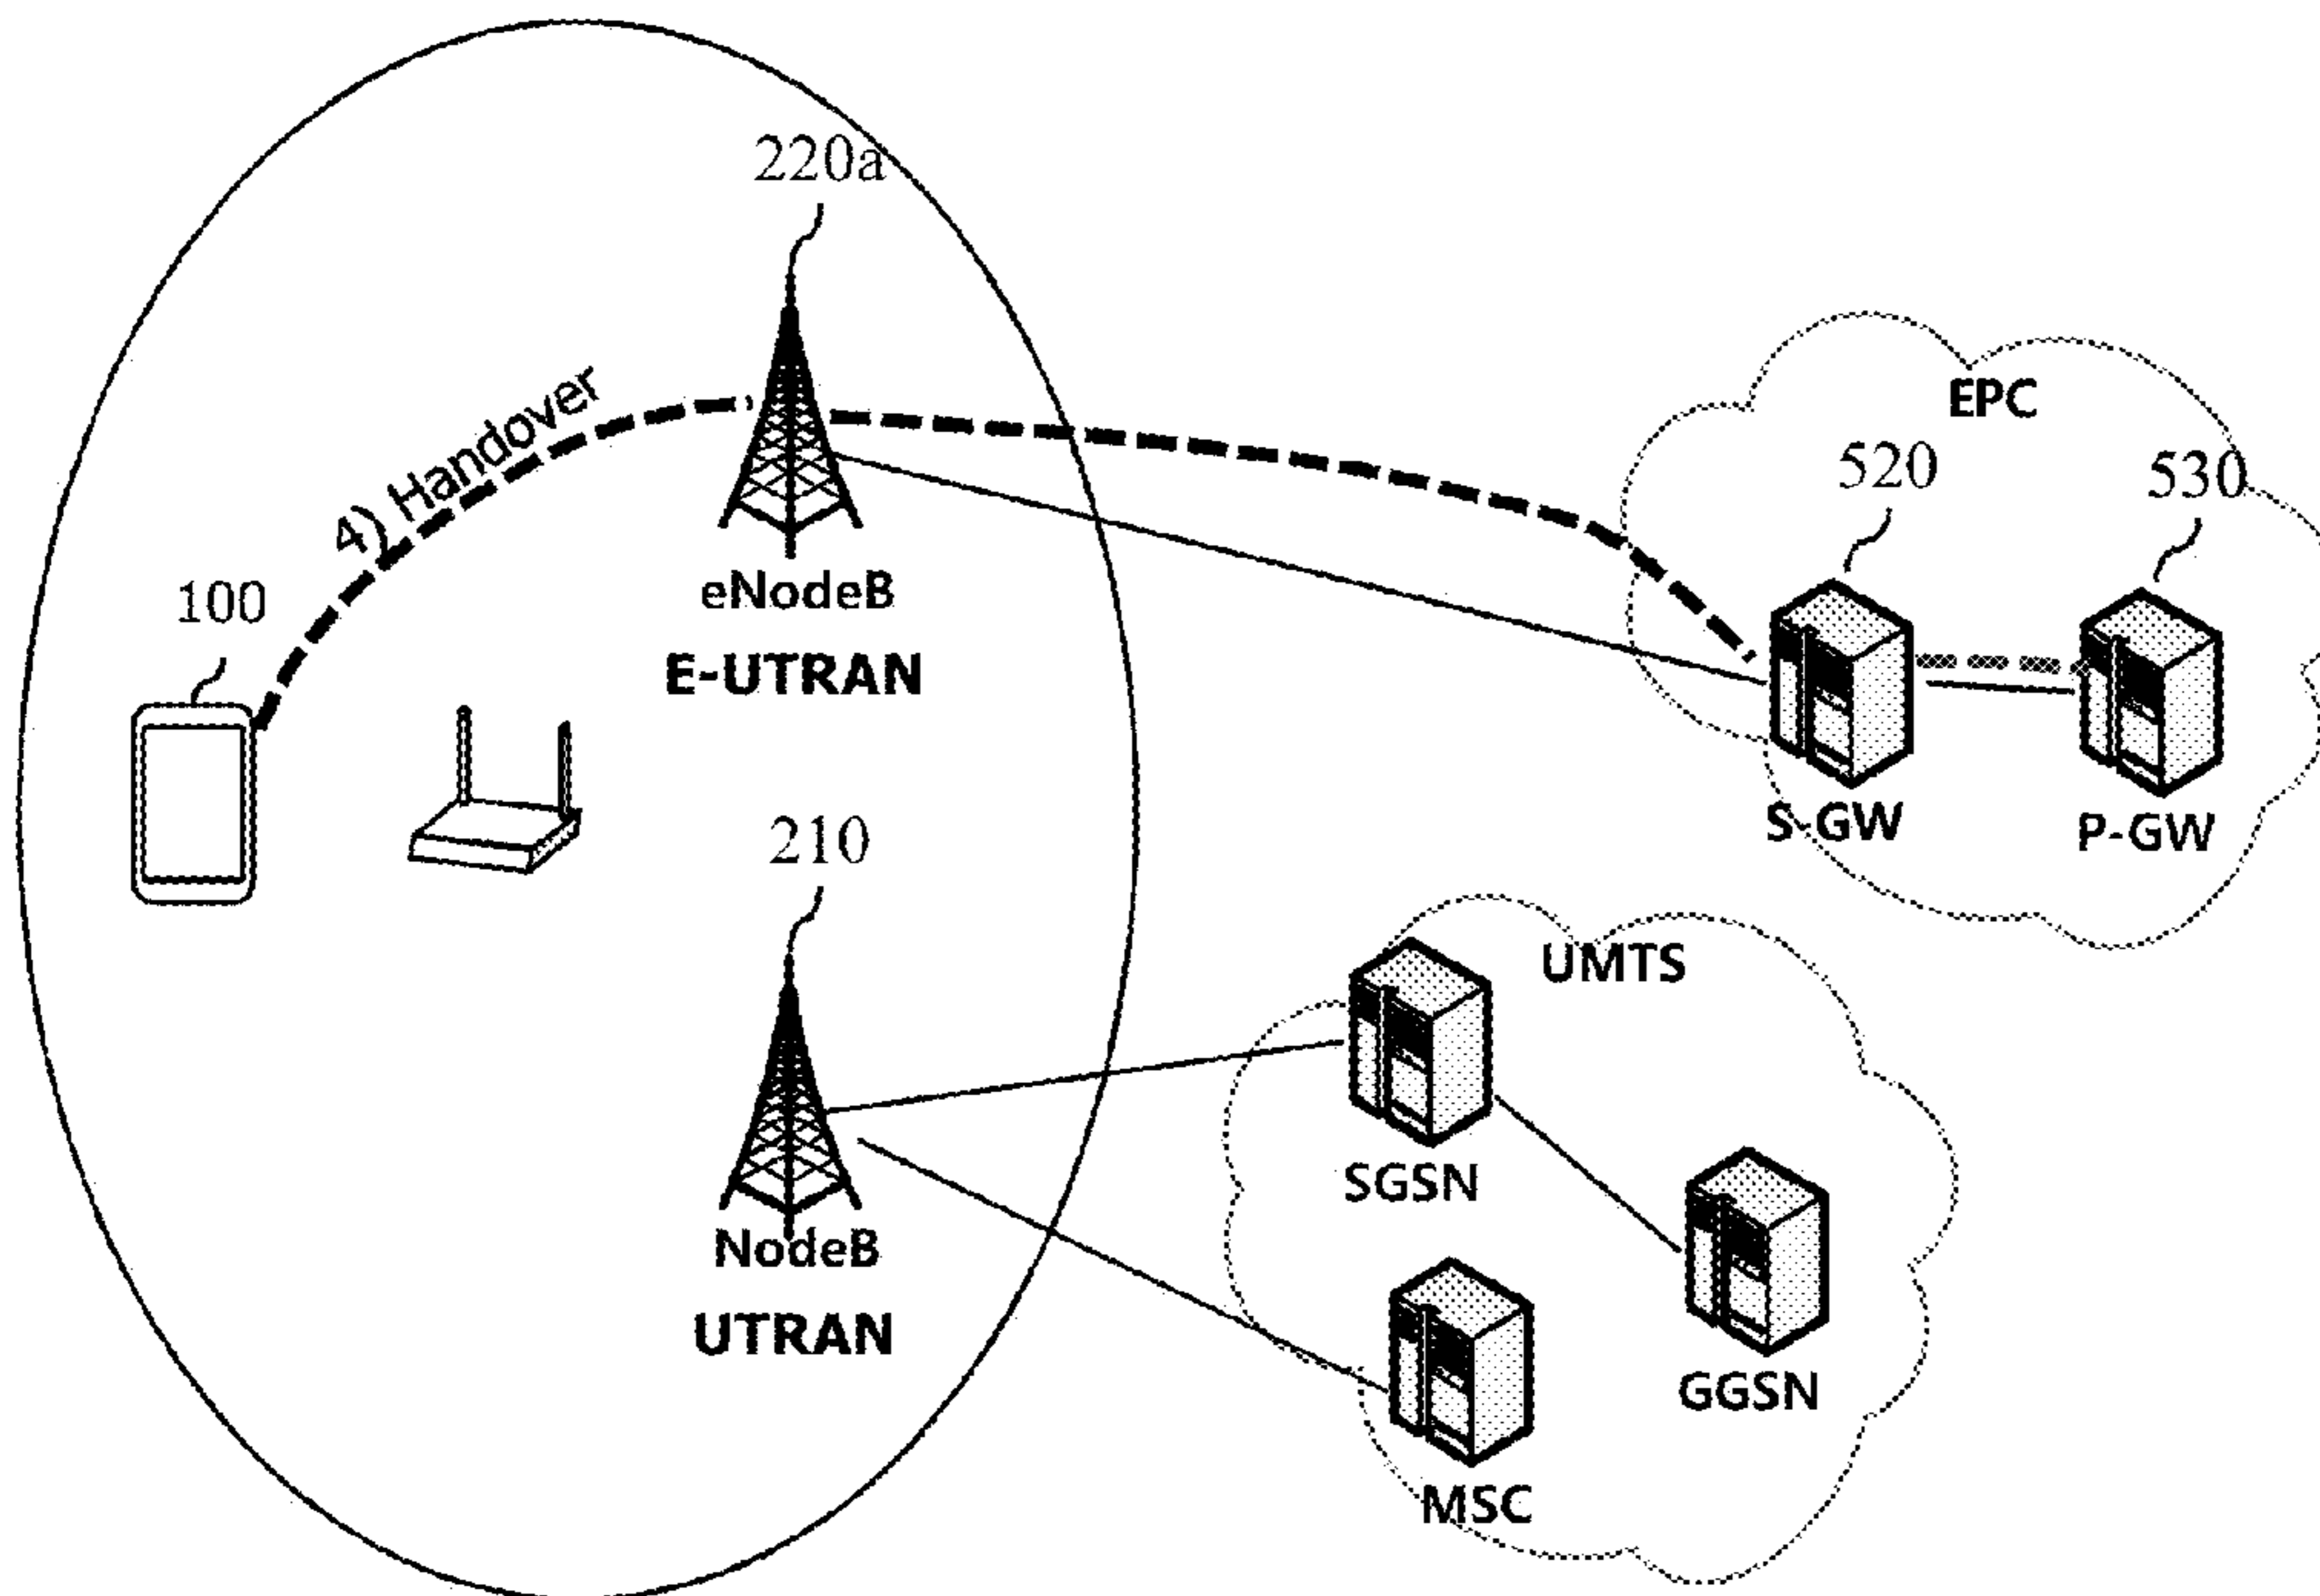 220a
EPC
4) Handover
520
530
100
eNodeB
E-UTRAN
S-GW
P-GW
210
UMTS
SGSN
NodeB
UTRAN
GGSN
MSC